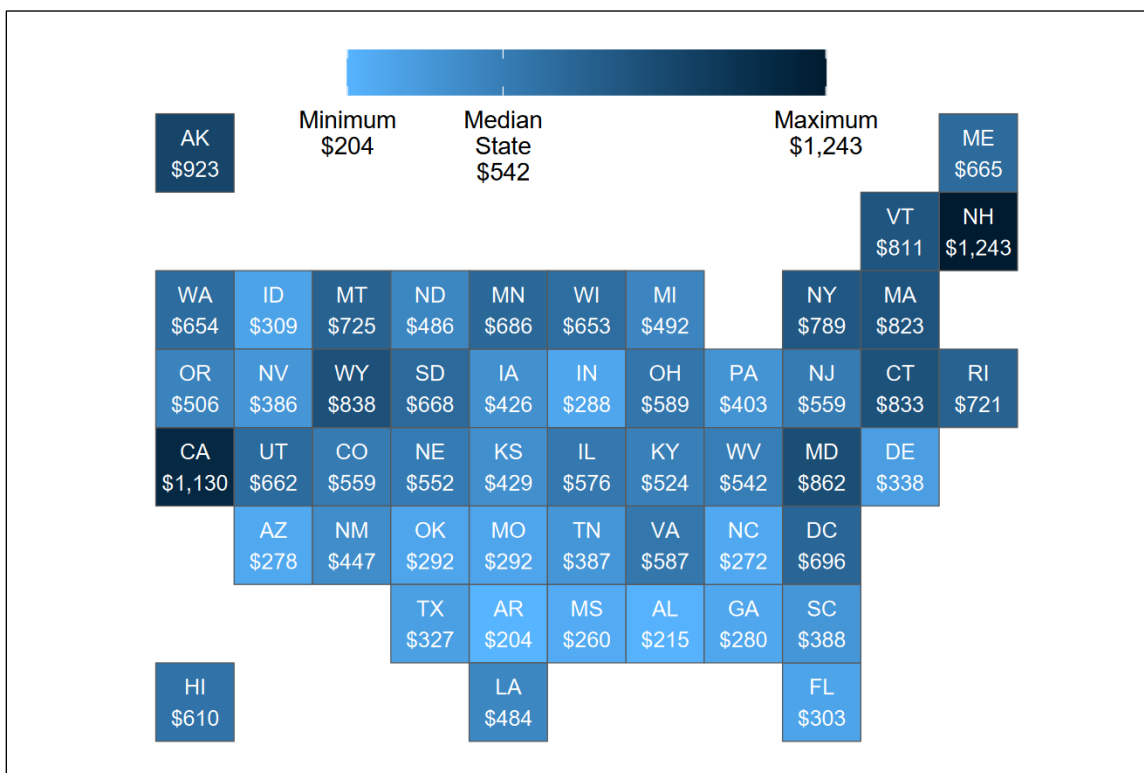 Minimum
$204
Median
State
$542
Maximum
$1,243
AK
$923
ME
$665
VT
$811
NH
$1,243
WA
$654
ID
$309
MT
$725
ND
$486
MN
$686
WI
$653
MI
$492
NY
$789
MA
$823
OR
$506
NV
$386
WY
$838
SD
$668
IA
$426
IN
$288
OH
$589
PA
$403
NJ
$559
CT
$833
RI
$721
CA
$1,130
UT
$662
CO
$559
NE
$552
KS
$429
IL
$576
KY
$524
WV
$542
MD
$862
DE
$338
AZ
$278
NM
$447
OK
$292
MO
$292
TN
$387
VA
$587
NC
$272
DC
$696
TX
$327
AR
$204
MS
$260
AL
$215
GA
$280
SC
$388
HI
$610
LA
$484
FL
$303